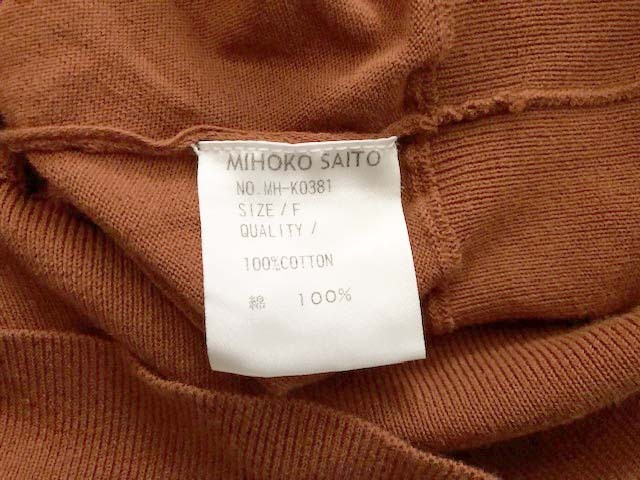 MIHOKO SAITO
NO.MH-K0381
SIZE/F
QUALITY/
100%COTTON
綿 100%